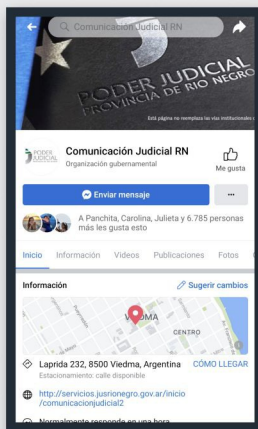 Comunicación Judicial RN
PODER JUDICIAL
PROVINCIA DE RIO NEGRO
Está página no reemplaza las vías institucionales
PODER
JUDICIAL
Comunicación Judicial RN
Organización gubernamental
Me gusta
Enviar mensaje
A Panchita, Carolina, Julieta y 6.785 personas
más les gusta esto
Inicio Información Videos Publicaciones Fotos
Información
Sugerir cambios
VIEDMA
CENTRO
Laprida 232, 8500 Viedma, Argentina
CÓMO LLEGAR
Estacionamiento: calle disponible
http://servicios.jusrionegro.gov.ar/inicio
/comunicacionjudicial2
Normalmente responde en una hora